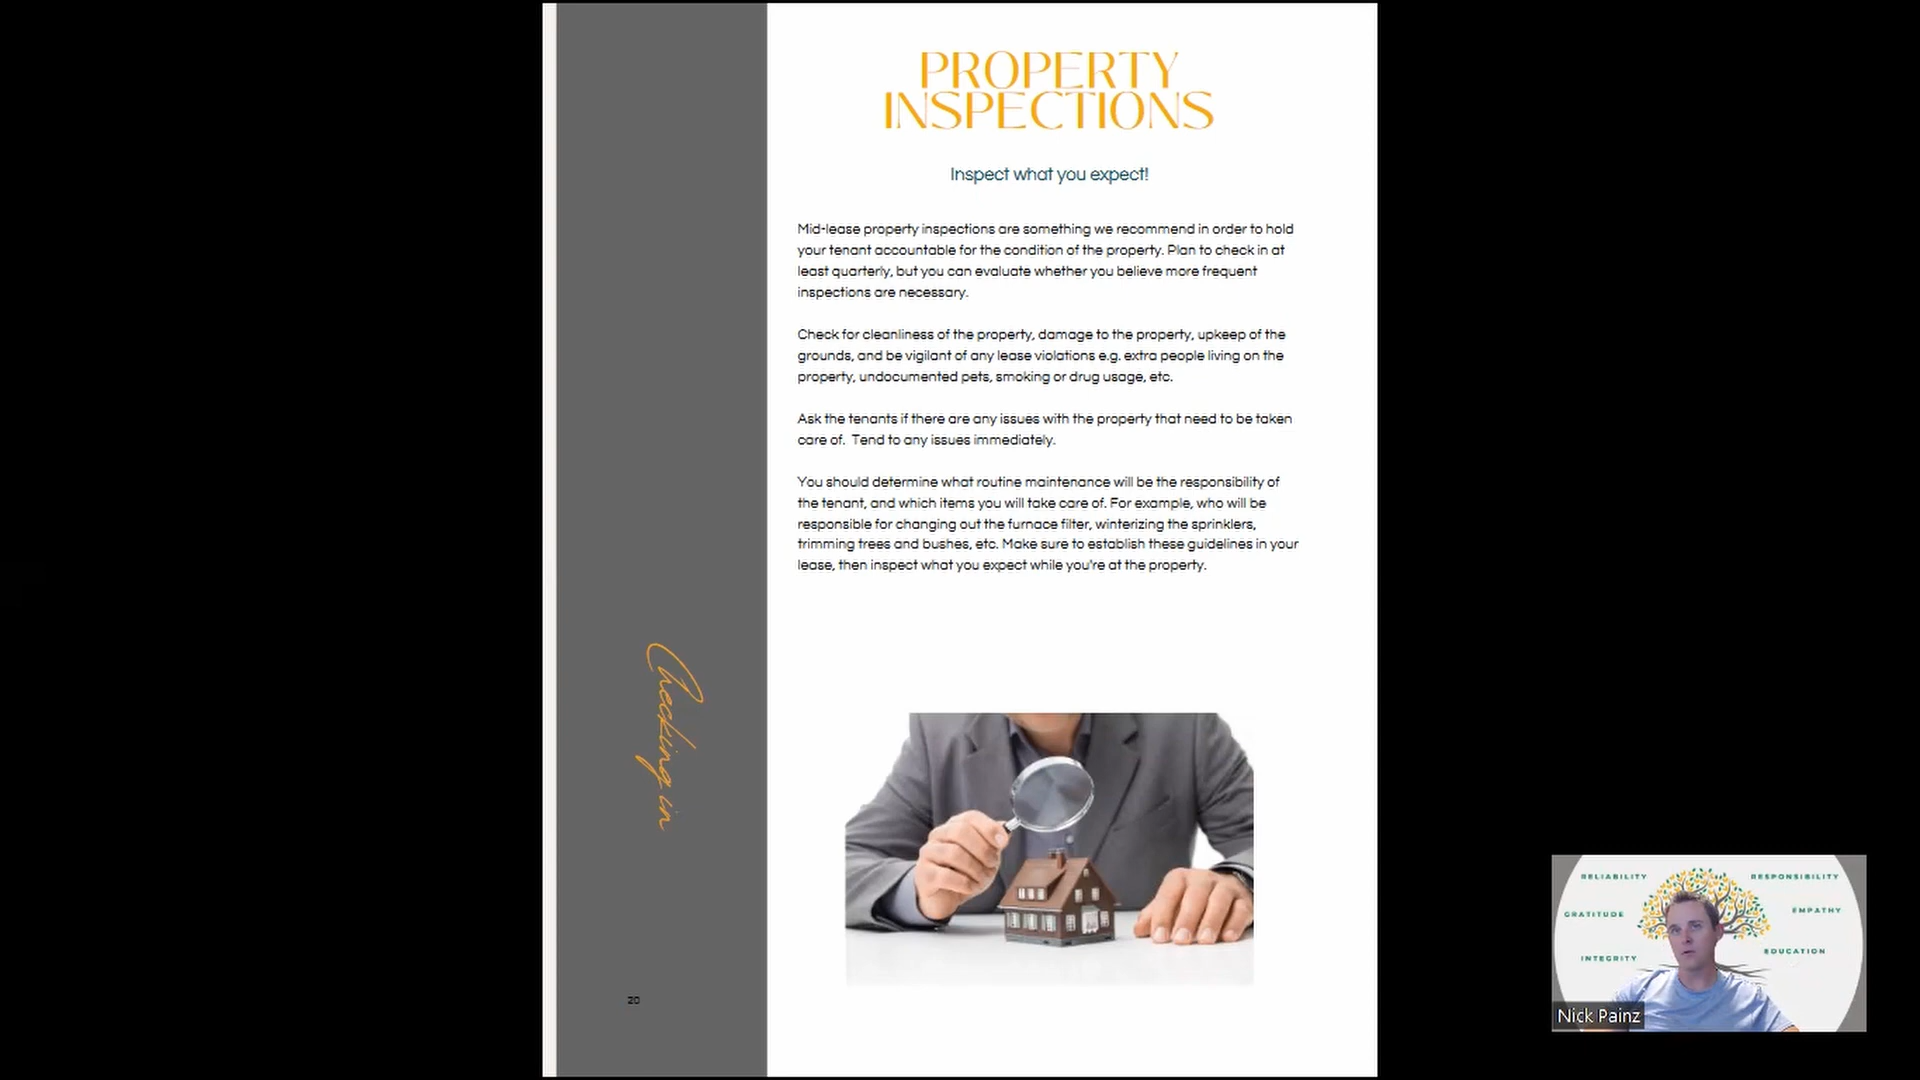 PROPERTY
INSPECTIONS
Inspect what you expect!
Mid-lease property inspections are something we recommend in order to hold
your tenant accountable for the condition of the property. Plan to check in at
least quarterly, but you can evaluate whether you believe more frequent
inspections are necessary.
Check for cleanliness of the property, damage to the property, upkeep of the
grounds, and be vigilant of any lease violations e.g. extra people living on the
property, undocumented pets, smoking or drug usage, etc.
Ask the tenants if there are any issues with the property that need to be taken
care of.  Tend to any issues immediately.
You should determine what routine maintenance will be the responsibility of
the tenant, and which items you will take care of. For example, who will be
responsible for changing out the furnace filter, winterizing the sprinklers,
trimming trees and bushes, etc. Make sure to establish these guidelines in your
lease, then inspect what you expect while you're at the property.
Checking in
20
RELIABILITY
RESPONSIBILITY
GRATITUDE
EMPATHY
INTEGRITY
EDUCATION
Nick Painz